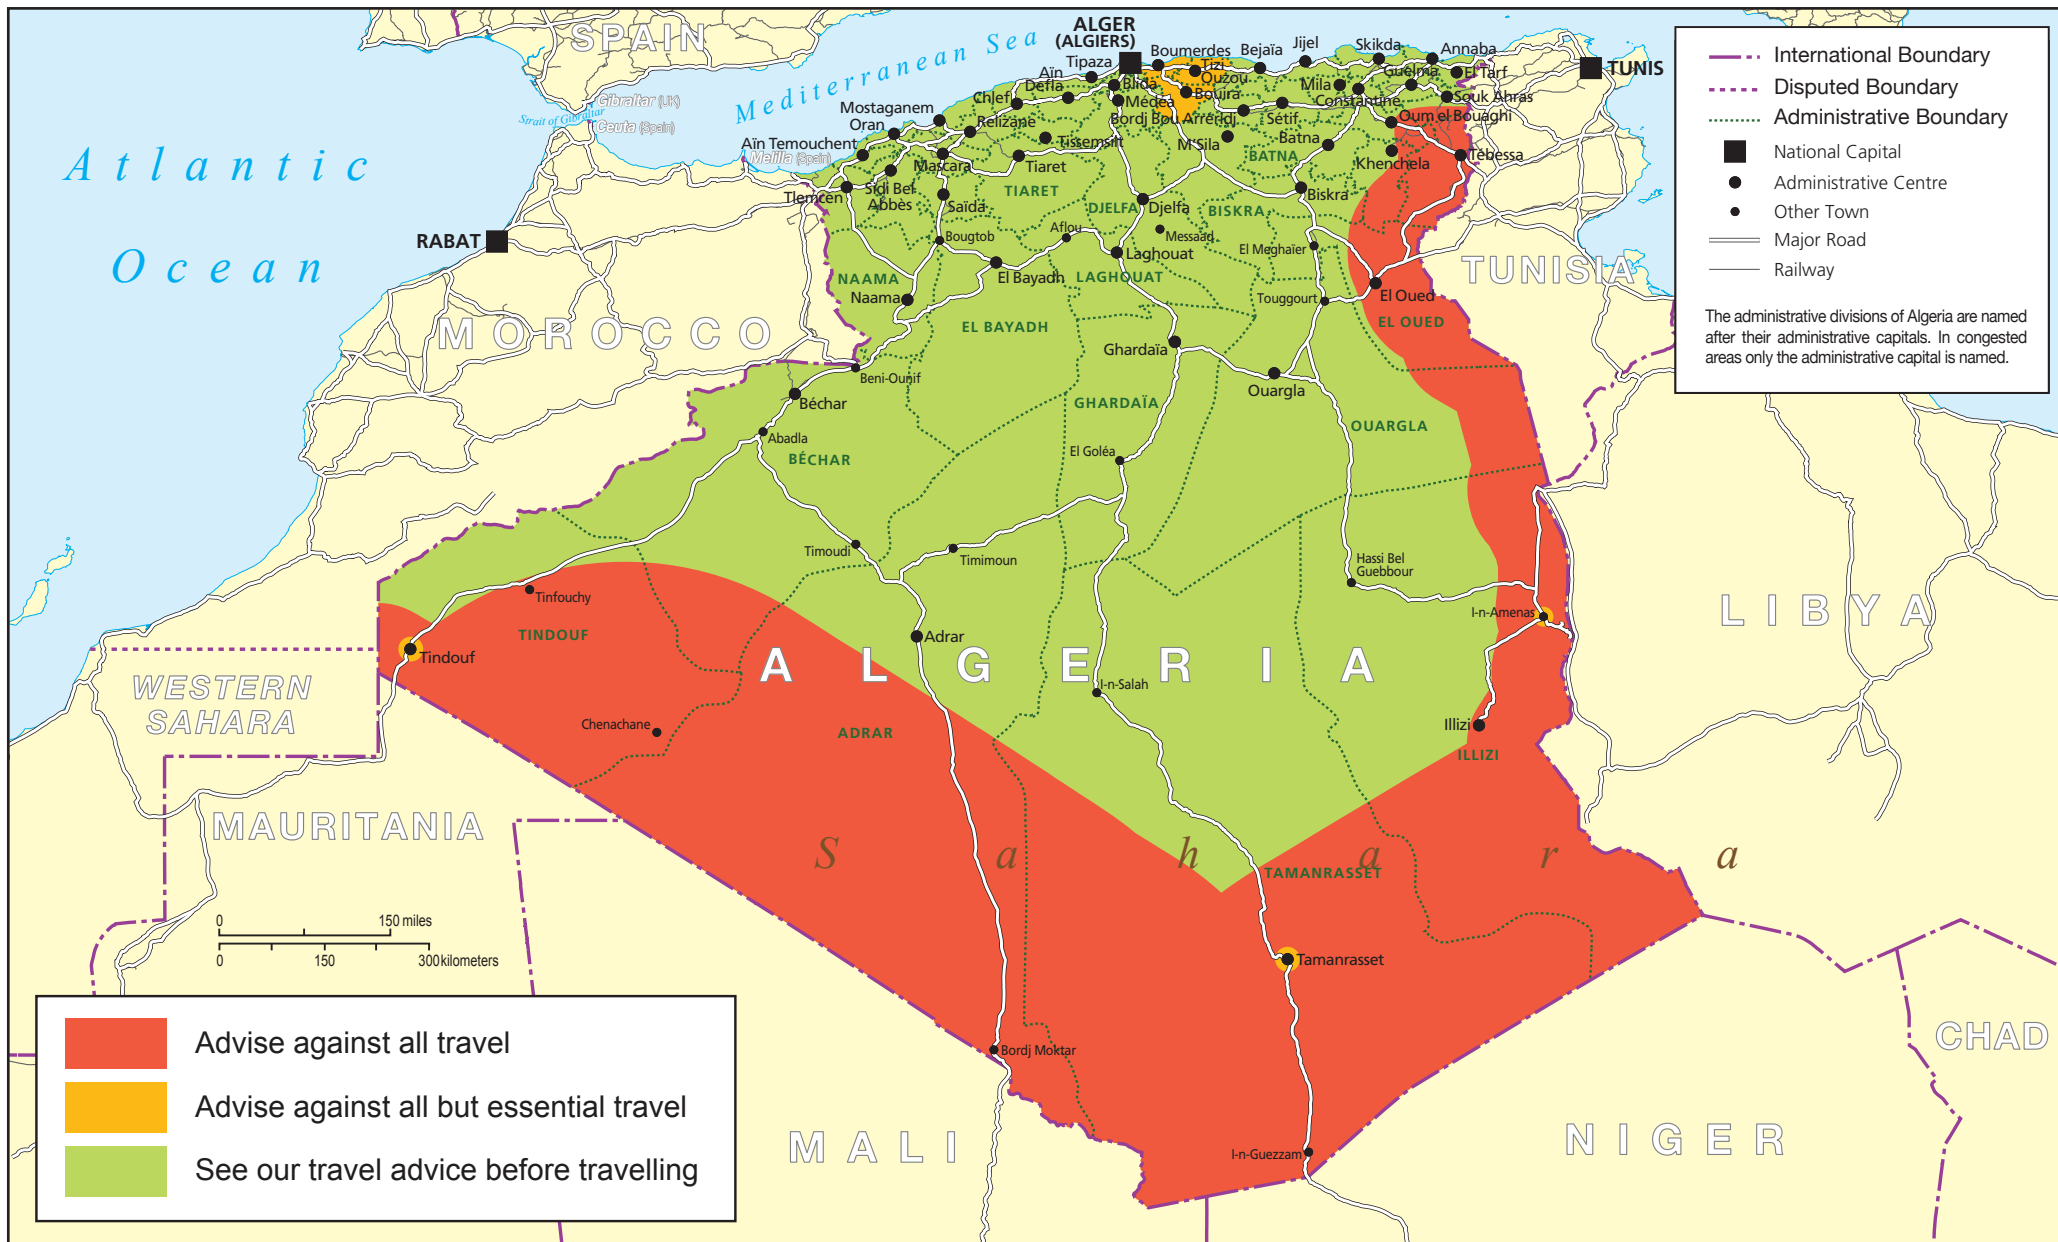 SPAIN
Gibraltar (UK)
Strait of Gibraltar
Ceuta (Spain)
Melilla (Spain)
Mediterranean Sea
Atlantic
Ocean
ALGER
(ALGIERS)
Tipaza
Boumerdes
Bejaïa
Jijel
Skikda
Annaba
Tizi
Ouzou
Guelma
El Tarf
TUNIS
Aïn
Defla
Blida
Bouira
Mila
Constantine
Souk Ahras
Chlef
Médea
Bordj Bou Arreridj
Sétif
Oum el Bouaghi
Mostaganem
Oran
Relizane
Tissemsilt
M'Sila
Batna
BATNA
Khenchela
Tébessa
Aïn Temouchent
Mascara
Tiaret
TIARET
Tlemcen
Sidi Bel
Abbès
Saïda
DJELFA
Djelfa
BISKRA
Biskra
RABAT
Bougtob
Aflou
Messaad
El Meghaïer
Laghouat
LAGHOUAT
El Bayadh
NAAMA
Naama
EL BAYADH
Touggourt
El Oued
EL OUED
TUNISIA
MOROCCO
Ghardaïa
Ouargla
Beni-Ounif
Béchar
GHARDAÏA
OUARGLA
Abadla
BÉCHAR
El Goléa
Timoudi
Timimoun
Hassi Bel
Guebbour
Tinfouchy
I-n-Amenas
LIBYA
TINDOUF
Tindouf
Adrar
ALGERIA
I-n-Salah
WESTERN
SAHARA
Chenachane
ADRAR
Illizi
ILLIZI
MAURITANIA
Sahara
TAMANRASSET
Tamanrasset
0 150 miles
0 150 300 kilometers
Bordj Moktar
CHAD
MALI
NIGER
I-n-Guezzam
International Boundary
Disputed Boundary
Administrative Boundary
National Capital
Administrative Centre
Other Town
Major Road
Railway
The administrative divisions of Algeria are named
after their administrative capitals. In congested
areas only the administrative capital is named.
Advise against all travel
Advise against all but essential travel
See our travel advice before travelling